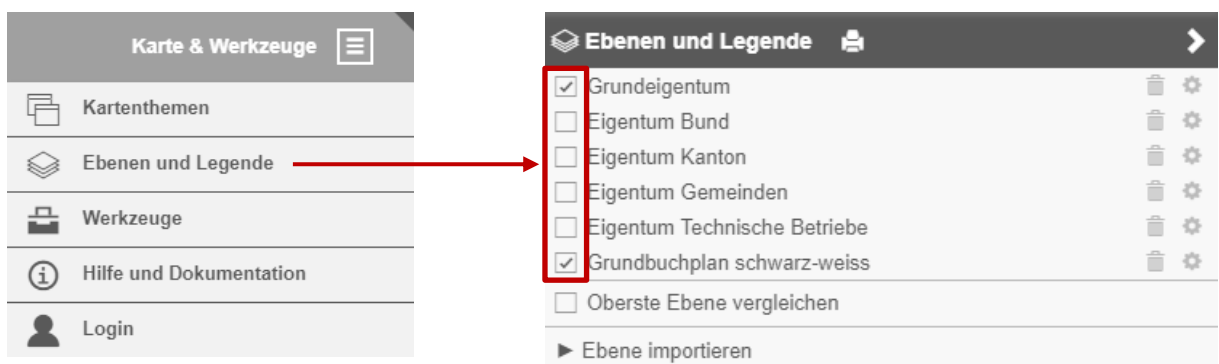 Karte & Werkzeuge
Kartenthemen
Ebenen und Legende
Werkzeuge
Hilfe und Dokumentation
Login
Ebenen und Legende
Grundeigentum
Eigentum Bund
Eigentum Kanton
Eigentum Gemeinden
Eigentum Technische Betriebe
Grundbuchplan schwarz-weiss
Oberste Ebene vergleichen
Ebene importieren